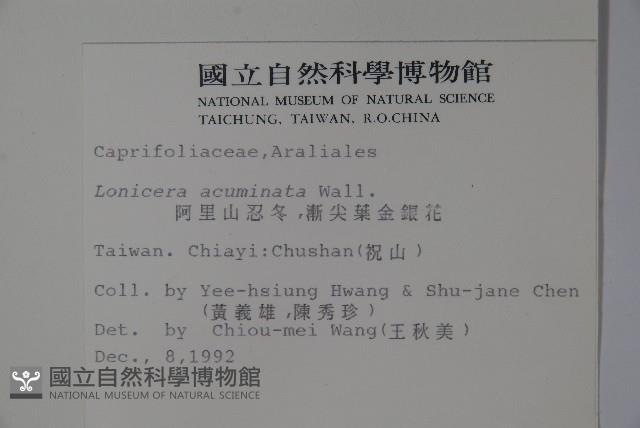 國立自然科學博物館
NATIONAL MUSEUM OF NATURAL SCIENCE
TAICHUNG, TAIWAN, R.O.CHINA
Caprifoliaceae,Araliales
Lonicera acuminata Wall.
阿里山忍冬,漸尖葉金銀花
Taiwan. Chiayi:Chushan(祝山)
Coll. by Yee-hsiung Hwang & Shu-jane Chen
(黃義雄,陳秀珍)
Det. by Chiou-mei Wang(王秋美)
Dec., 8,1992
國立自然科學博物館
NATIONAL MUSEUM OF NATURAL SCIENCE